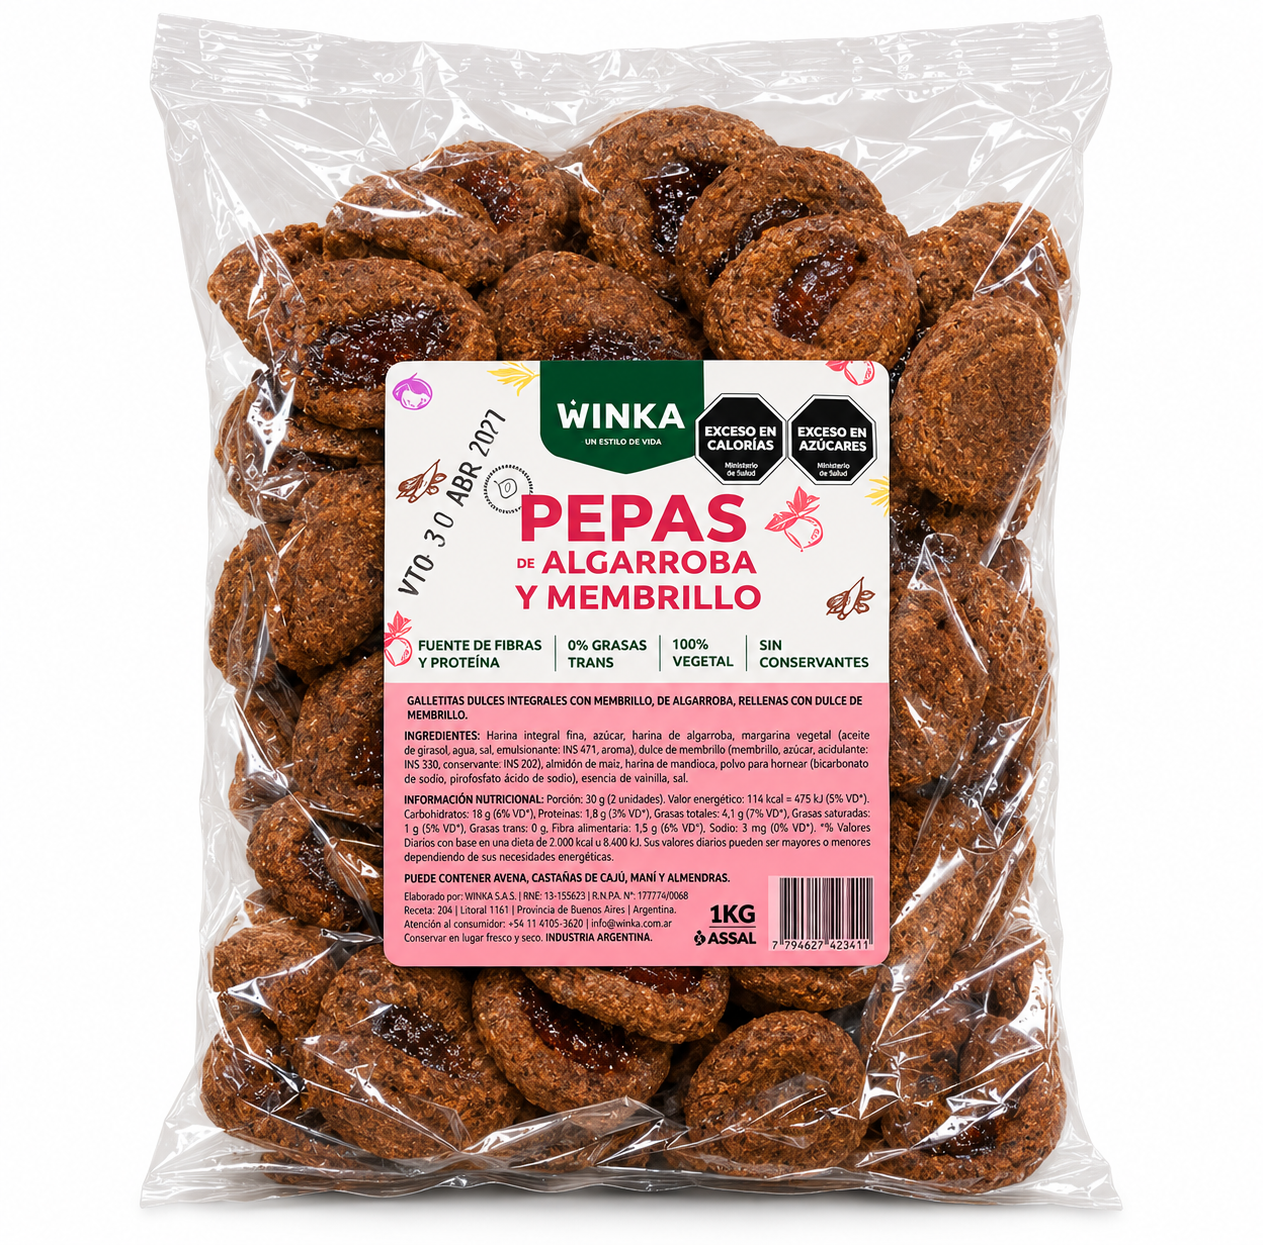 WINKA
UN ESTILO DE VIDA
EXCESO EN
CALORÍAS
Ministerio
de Salud
EXCESO EN
AZÚCARES
Ministerio
de Salud
VTO 30 ABR 2027
PEPAS
DE ALGARROBA
Y MEMBRILLO
FUENTE DE FIBRAS
Y PROTEÍNA
0% GRASAS
TRANS
100%
VEGETAL
SIN
CONSERVANTES
GALLETITAS DULCES INTEGRALES CON MEMBRILLO, DE ALGARROBA, RELLENAS CON DULCE DE
MEMBRILLO.
INGREDIENTES: Harina integral fina, azúcar, harina de algarroba, margarina vegetal (aceite
de girasol, agua, sal, emulsionante: INS 471, aroma), dulce de membrillo (membrillo, azúcar, acidulante:
INS 330, conservante: INS 202), almidón de maiz, harina de mandioca, polvo para hornear (bicarbonato
de sodio, pirofosfato ácido de sodio), esencia de vainilla, sal.
INFORMACIÓN NUTRICIONAL: Porción: 30 g (2 unidades). Valor energético: 114 kcal = 475 kJ (5% VD*).
Carbohidratos: 18 g (6% VD*), Proteínas: 1,8 g (3% VD*), Grasas totales: 4,1 g (7% VD*), Grasas saturadas:
1 g (5% VD*), Grasas trans: 0 g, Fibra alimentaria: 1,5 g (6% VD*), Sodio: 3 mg (0% VD*). *% Valores
Diarios con base en una dieta de 2.000 kcal u 8.400 kJ. Sus valores diarios pueden ser mayores o menores
dependiendo de sus necesidades energéticas.
PUEDE CONTENER AVENA, CASTAÑAS DE CAJÚ, MANÍ Y ALMENDRAS.
Elaborado por: WINKA S.A.S. | RNE: 13-155623 | R.N.P.A. N°: 177774/0068
Receta: 204 | Litoral 1161 | Provincia de Buenos Aires | Argentina.
Atención al consumidor: +54 11 4105-3620 | info@winka.com.ar
Conservar en lugar fresco y seco. INDUSTRIA ARGENTINA.
1KG
ASSAL
7 794627 423411